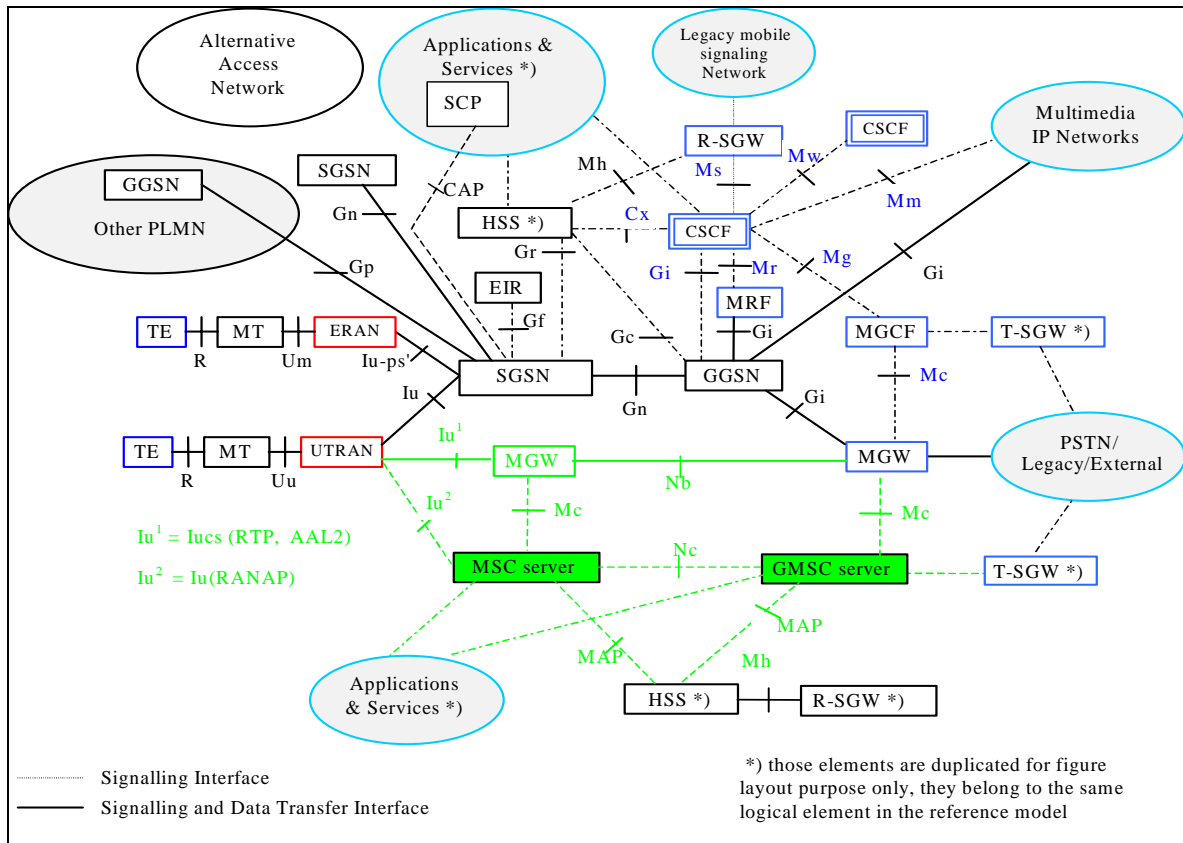 Alternative
Access
Network
Applications &
Services *)
SCP
Legacy mobile
signaling
Network
Multimedia
IP Networks
CSCF
R-SGW
Mh
Ms
Mw
Mm
GGSN
Other PLMN
SGSN
Gn
CAP
HSS *)
Cx
CSCF
Gr
Gp
Gi
Mr
Mg
Gi
EIR
Gf
MRF
Gc
Gi
TE
R
MT
Um
ERAN
Iu-ps'
MGCF
T-SGW *)
SGSN
Gn
GGSN
Mc
Iu
Gi
TE
R
MT
Uu
UTRAN
Iu¹
MGW
Nb
MGW
PSTN/
Legacy/External
Iu²
Mc
Mc
Iu¹ = Iucs (RTP, AAL2)
Iu² = Iu(RANAP)
MSC server
Nc
GMSC server
T-SGW *)
MAP
MAP
Mh
Applications
& Services *)
HSS *)
R-SGW *)
Signalling Interface
Signalling and Data Transfer Interface
*) those elements are duplicated for figure
layout purpose only, they belong to the same
logical element in the reference model